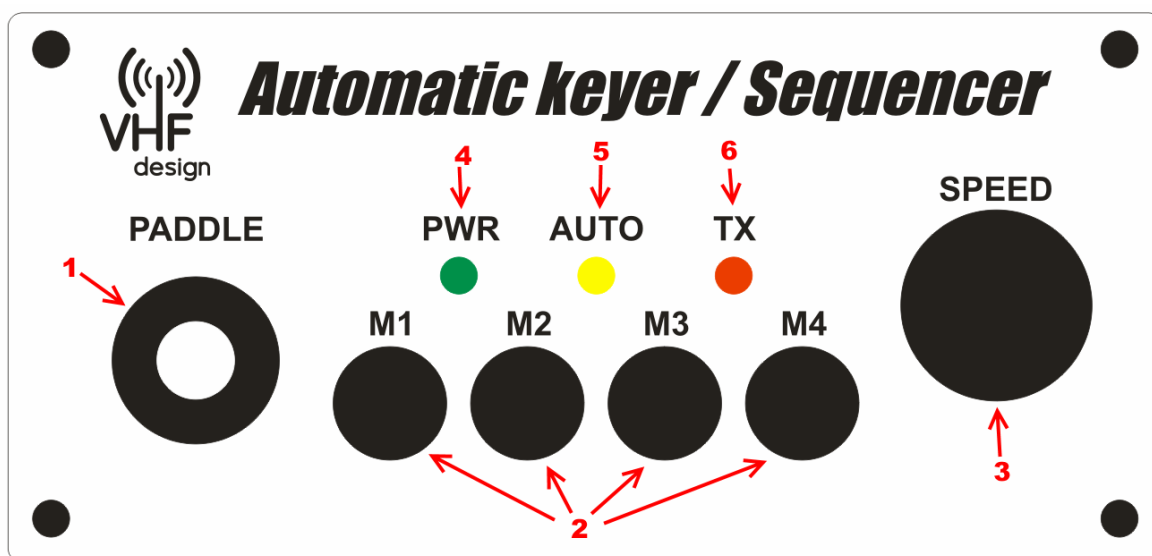 Automatic keyer / Sequencer
VHF
design
4 5 6
SPEED
PADDLE PWR AUTO TX
1
M1 M2 M3 M4
3
2